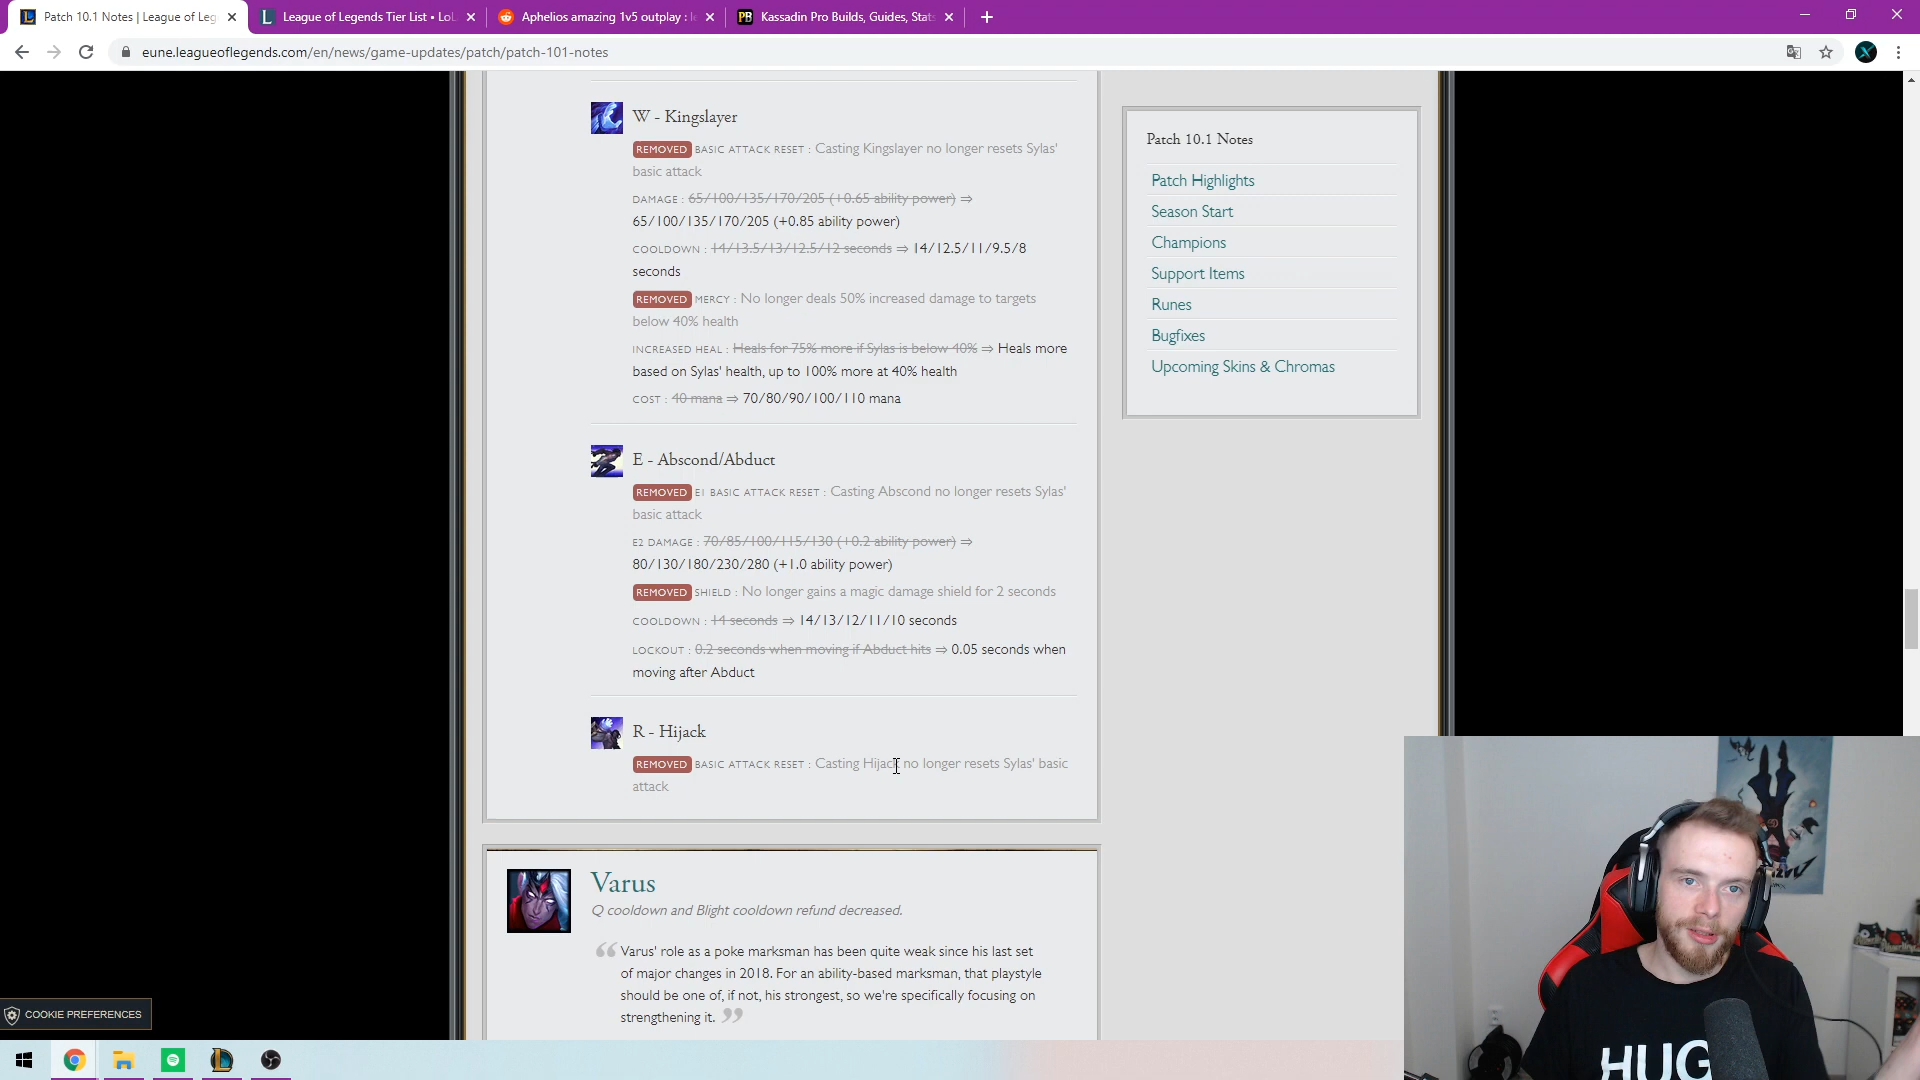 Patch 10.1 Notes | League of Leg
League of Legends Tier List • LoL
Aphelios amazing 1v5 outplay : le
PB
Kassadin Pro Builds, Guides, Stats
eune.leagueoflegends.com/en/news/game-updates/patch/patch-101-notes
W - Kingslayer
REMOVED BASIC ATTACK RESET : Casting Kingslayer no longer resets Sylas'
basic attack
DAMAGE : 65/100/135/170/205 (+0.65 ability power) ⇒
65/100/135/170/205 (+0.85 ability power)
COOLDOWN : 14/13.5/13/12.5/12 seconds ⇒ 14/12.5/11/9.5/8
seconds
REMOVED MERCY : No longer deals 50% increased damage to targets
below 40% health
INCREASED HEAL : Heals for 75% more if Sylas is below 40% ⇒ Heals more
based on Sylas' health, up to 100% more at 40% health
COST : 40 mana ⇒ 70/80/90/100/110 mana
E - Abscond/Abduct
REMOVED E1 BASIC ATTACK RESET : Casting Abscond no longer resets Sylas'
basic attack
E2 DAMAGE : 70/85/100/115/130 (+0.2 ability power) ⇒
80/130/180/230/280 (+1.0 ability power)
REMOVED SHIELD : No longer gains a magic damage shield for 2 seconds
COOLDOWN : 14 seconds ⇒ 14/13/12/11/10 seconds
LOCKOUT : 0.2 seconds when moving if Abduct hits ⇒ 0.05 seconds when
moving after Abduct
R - Hijack
REMOVED BASIC ATTACK RESET : Casting Hijack no longer resets Sylas' basic
attack
Varus
Q cooldown and Blight cooldown refund decreased.
“ Varus' role as a poke marksman has been quite weak since his last set
of major changes in 2018. For an ability-based marksman, that playstyle
should be one of, if not, his strongest, so we're specifically focusing on
strengthening it. ”
Patch 10.1 Notes
Patch Highlights
Season Start
Champions
Support Items
Runes
Bugfixes
Upcoming Skins & Chromas
COOKIE PREFERENCES
HUG